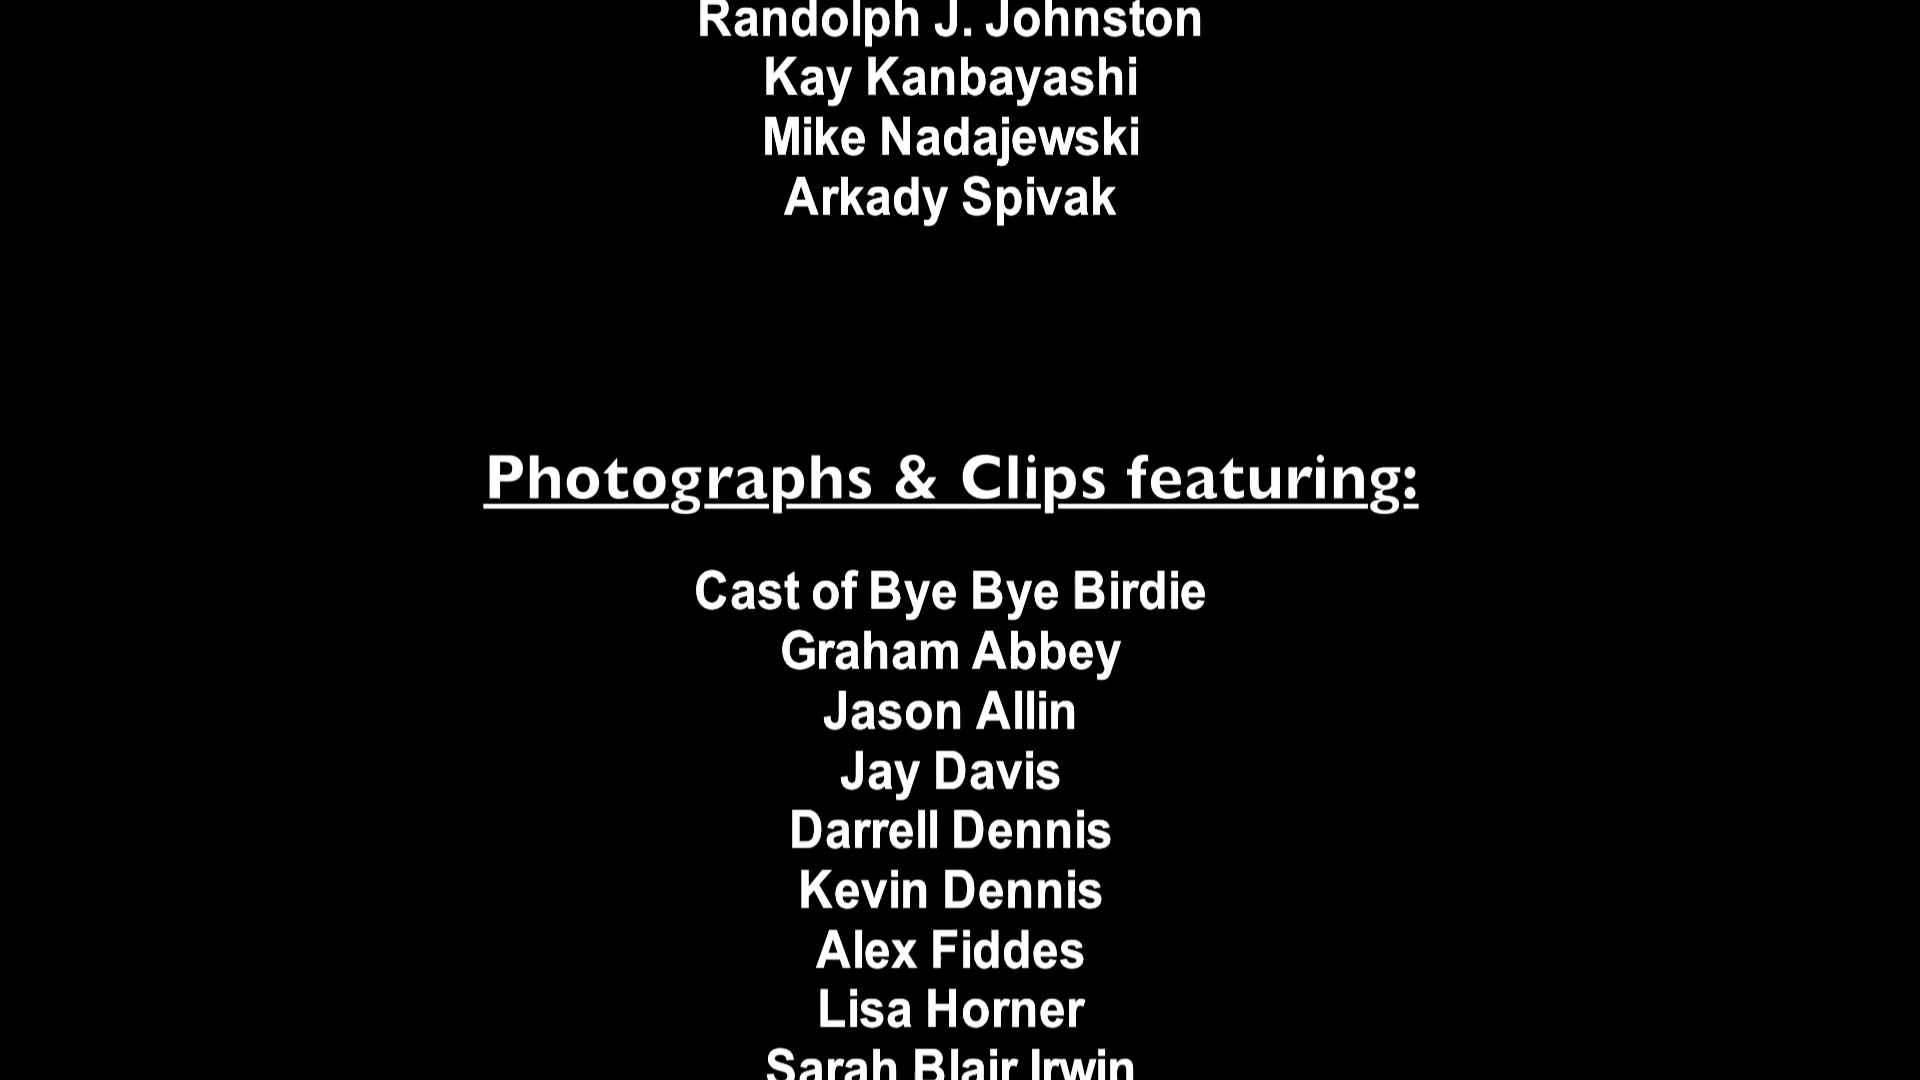 Randolph J. Johnston
Kay Kanbayashi
Mike Nadajewski
Arkady Spivak
Photographs & Clips featuring:
Cast of Bye Bye Birdie
Graham Abbey
Jason Allin
Jay Davis
Darrell Dennis
Kevin Dennis
Alex Fiddes
Lisa Horner
Sarah Blair Irwin